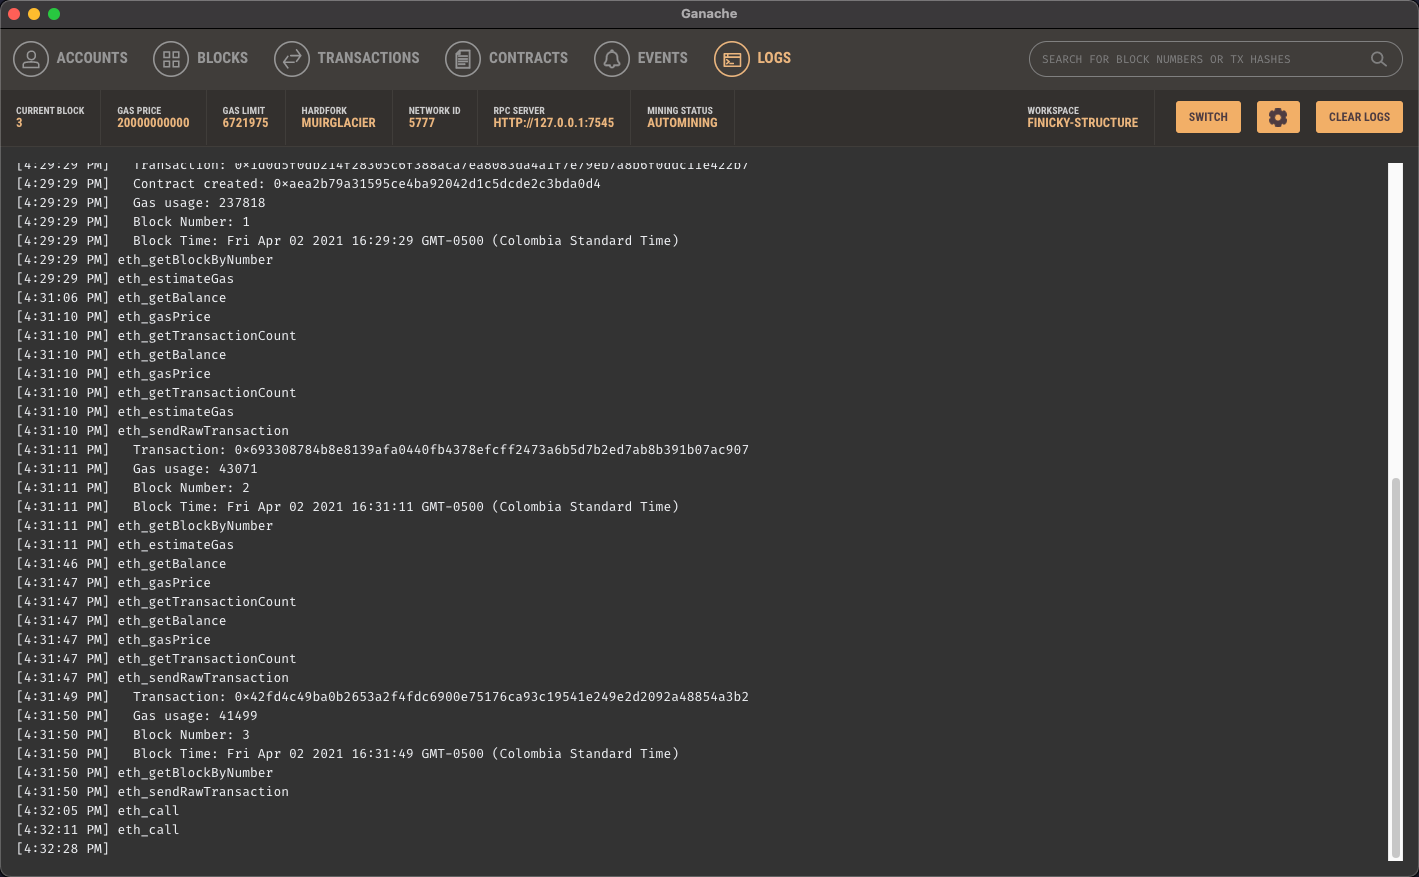 Ganache
ACCOUNTS BLOCKS TRANSACTIONS CONTRACTS EVENTS LOGS SEARCH FOR BLOCK NUMBERS OR TX HASHES
CURRENT BLOCK GAS PRICE GAS LIMIT HARDFORK NETWORK ID RPC SERVER MINING STATUS WORKSPACE
3 20000000000 6721975 MUIRGLACIER 5777 HTTP://127.0.0.1:7545 AUTOMINING FINICKY-STRUCTURE SWITCH CLEAR LOGS
[4:29:29 PM] Transaction:
[4:29:29 PM] Contract created: 0xaea2b79a31595ce4ba92042d1c5dcde2c3bda0d4
[4:29:29 PM] Gas usage: 237818
[4:29:29 PM] Block Number: 1
[4:29:29 PM] Block Time: Fri Apr 02 2021 16:29:29 GMT-0500 (Colombia Standard Time)
[4:29:29 PM] eth_getBlockByNumber
[4:29:29 PM] eth_estimateGas
[4:31:06 PM] eth_getBalance
[4:31:10 PM] eth_gasPrice
[4:31:10 PM] eth_getTransactionCount
[4:31:10 PM] eth_getBalance
[4:31:10 PM] eth_gasPrice
[4:31:10 PM] eth_getTransactionCount
[4:31:10 PM] eth_estimateGas
[4:31:10 PM] eth_sendRawTransaction
[4:31:11 PM] Transaction: 0x693308784b8e8139afa0440fb4378efcff2473a6b5d7b2ed7ab8b391b07ac907
[4:31:11 PM] Gas usage: 43071
[4:31:11 PM] Block Number: 2
[4:31:11 PM] Block Time: Fri Apr 02 2021 16:31:11 GMT-0500 (Colombia Standard Time)
[4:31:11 PM] eth_getBlockByNumber
[4:31:11 PM] eth_estimateGas
[4:31:46 PM] eth_getBalance
[4:31:47 PM] eth_gasPrice
[4:31:47 PM] eth_getTransactionCount
[4:31:47 PM] eth_getBalance
[4:31:47 PM] eth_gasPrice
[4:31:47 PM] eth_getTransactionCount
[4:31:47 PM] eth_sendRawTransaction
[4:31:49 PM] Transaction: 0x42fd4c49ba0b2653a2f4fdc6900e75176ca93c19541e249e2d2092a48854a3b2
[4:31:50 PM] Gas usage: 41499
[4:31:50 PM] Block Number: 3
[4:31:50 PM] Block Time: Fri Apr 02 2021 16:31:49 GMT-0500 (Colombia Standard Time)
[4:31:50 PM] eth_getBlockByNumber
[4:31:50 PM] eth_sendRawTransaction
[4:32:05 PM] eth_call
[4:32:11 PM] eth_call
[4:32:28 PM]